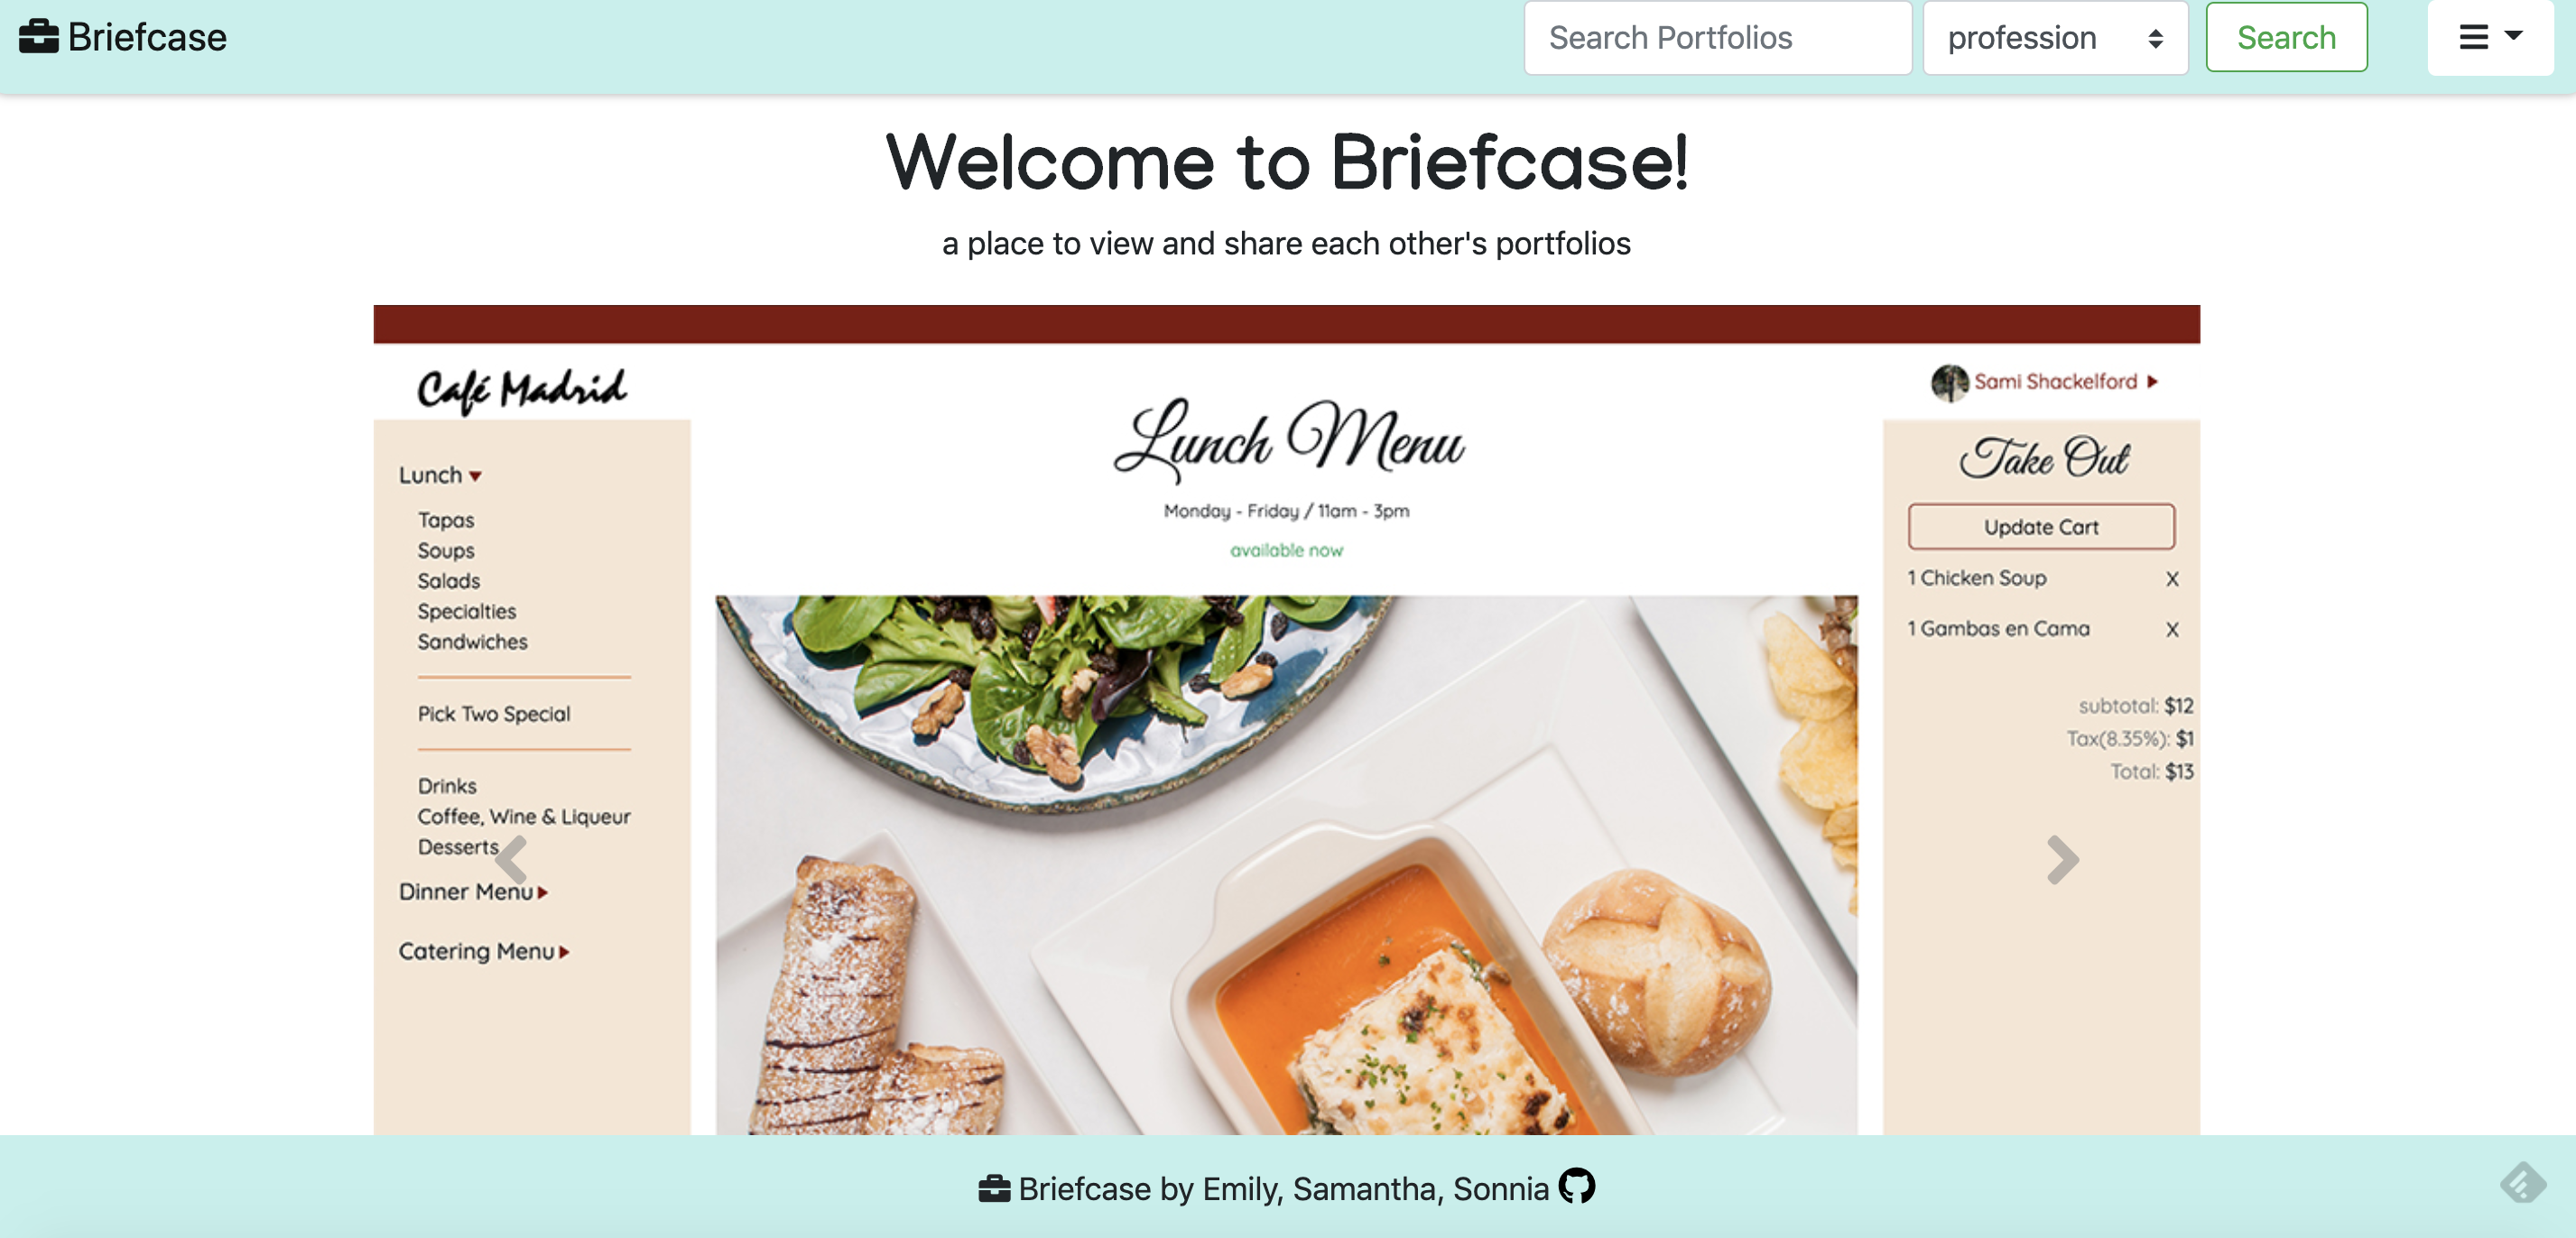 Briefcase
Search Portfolios
profession
Search
Welcome to Briefcase!
a place to view and share each other's portfolios
Café Madrid
Lunch
Tapas
Soups
Salads
Specialties
Sandwiches
Pick Two Special
Drinks
Coffee, Wine & Liqueur
Desserts
Dinner Menu
Catering Menu
Lunch Menu
Monday - Friday / 11am - 3pm
available now
Sami Shackelford
Take Out
Update Cart
1 Chicken Soup X
1 Gambas en Cama X
subtotal: $12
Tax(8.35%): $1
Total: $13
Briefcase by Emily, Samantha, Sonnia